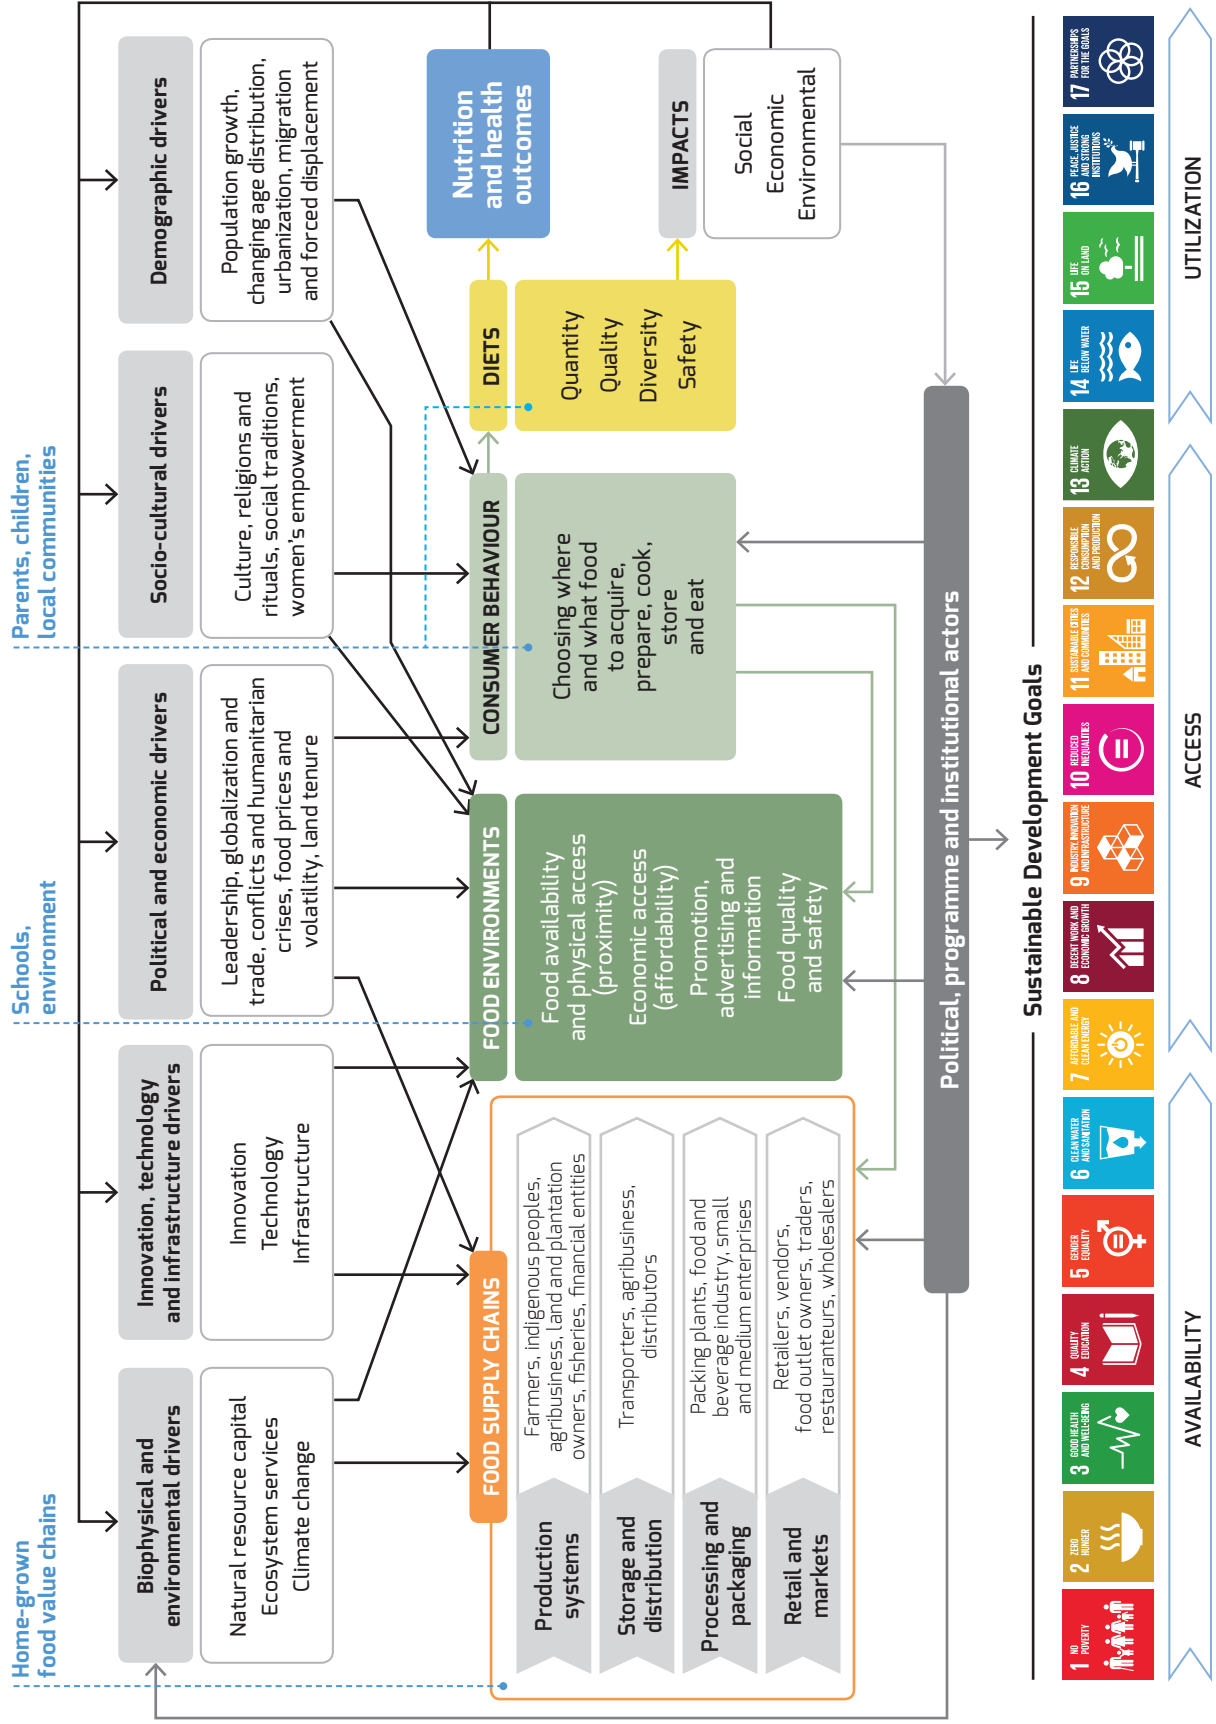 Home-grown
food value chains
Schools,
environment
Parents, children,
local communities
Biophysical and
environmental drivers
Natural resource capital
Ecosystem services
Climate change
Innovation, technology
and infrastructure drivers
Innovation
Technology
Infrastructure
Political and economic drivers
Leadership, globalization and
trade, conflicts and humanitarian
crises, food prices and
volatility, land tenure
Socio-cultural drivers
Culture, religions and
rituals, social traditions,
women's empowerment
Demographic drivers
Population growth,
changing age distribution,
urbanization, migration
and forced displacement
FOOD SUPPLY CHAINS
Production
systems
Farmers, indigenous peoples,
agribusiness, land and plantation
owners, fisheries, financial entities
Storage and
distribution
Transporters, agribusiness,
distributors
Processing and
packaging
Packing plants, food and
beverage industry, small
and medium enterprises
Retail and
markets
Retailers, vendors,
food outlet owners, traders,
restauranteurs, wholesalers
FOOD ENVIRONMENTS
Food availability
and physical access
(proximity)
Economic access
(affordability)
Promotion,
advertising and
information
Food quality
and safety
CONSUMER BEHAVIOUR
Choosing where
and what food
to acquire,
prepare, cook,
store
and eat
DIETS
Quantity
Quality
Diversity
Safety
Nutrition
and health
outcomes
IMPACTS
Social
Economic
Environmental
Political, programme and institutional actors
Sustainable Development Goals
1 NO
POVERTY
2 ZERO
HUNGER
3 GOOD HEALTH
AND WELL-BEING
4 QUALITY
EDUCATION
5 GENDER
EQUALITY
6 CLEAN WATER
AND SANITATION
7 AFFORDABLE AND
CLEAN ENERGY
8 DECENT WORK AND
ECONOMIC GROWTH
9 INDUSTRY, INNOVATION
AND INFRASTRUCTURE
10 REDUCED
INEQUALITIES
11 SUSTAINABLE CITIES
AND COMMUNITIES
12 RESPONSIBLE
CONSUMPTION
AND PRODUCTION
13 CLIMATE
ACTION
14 LIFE
BELOW WATER
15 LIFE
ON LAND
16 PEACE, JUSTICE
AND STRONG
INSTITUTIONS
17 PARTNERSHIPS
FOR THE GOALS
AVAILABILITY
ACCESS
UTILIZATION